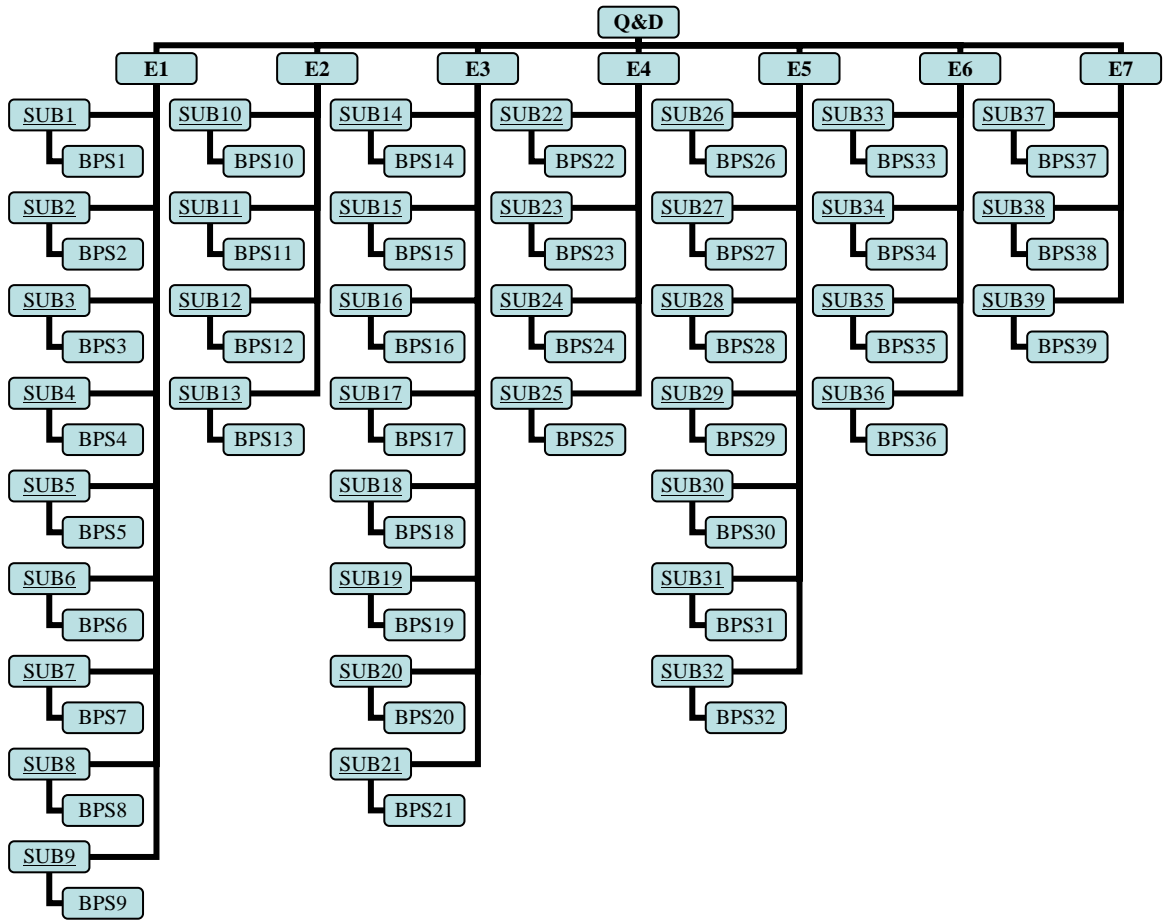 Q&D
E1 E2 E3 E4 E5 E6 E7
SUB1 SUB10 SUB14 SUB22 SUB26 SUB33 SUB37
BPS1 BPS10 BPS14 BPS22 BPS26 BPS33 BPS37
SUB2 SUB11 SUB15 SUB23 SUB27 SUB34 SUB38
BPS2 BPS11 BPS15 BPS23 BPS27 BPS34 BPS38
SUB3 SUB12 SUB16 SUB24 SUB28 SUB35 SUB39
BPS3 BPS12 BPS16 BPS24 BPS28 BPS35 BPS39
SUB4 SUB13 SUB17 SUB25 SUB29 SUB36
BPS4 BPS13 BPS17 BPS25 BPS29 BPS36
SUB5 SUB18 SUB30
BPS5 BPS18 BPS30
SUB6 SUB19 SUB31
BPS6 BPS19 BPS31
SUB7 SUB20 SUB32
BPS7 BPS20 BPS32
SUB8 SUB21
BPS8 BPS21
SUB9
BPS9